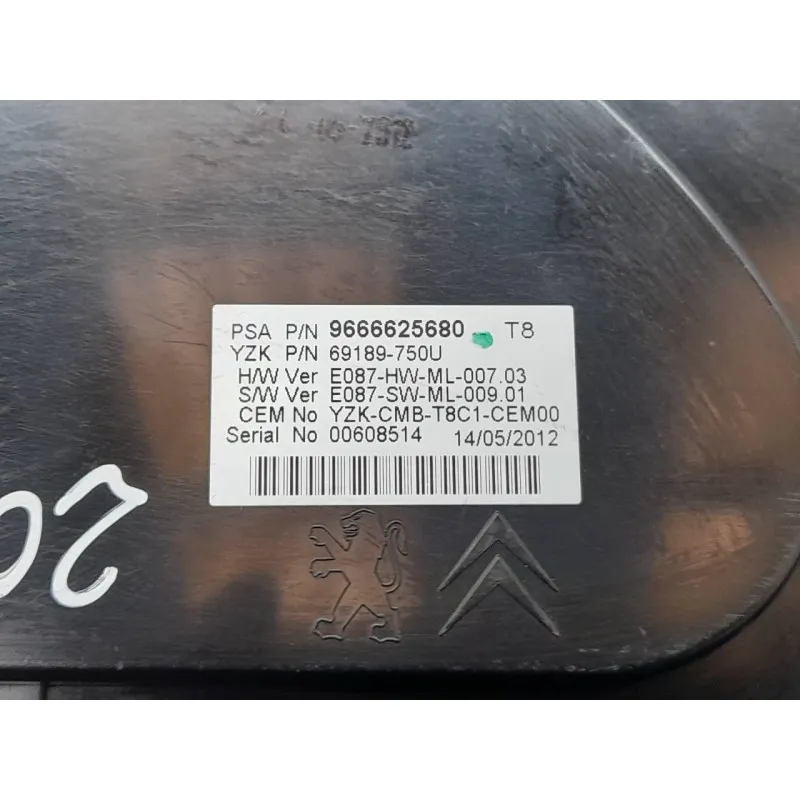 PSA P/N 9666625680 T8
YZK P/N 69189-750U
H/W Ver E087-HW-ML-007.03
S/W Ver E087-SW-ML-009.01
CEM No YZK-CMB-T8C1-CEM00
Serial No 00608514 14/05/2012